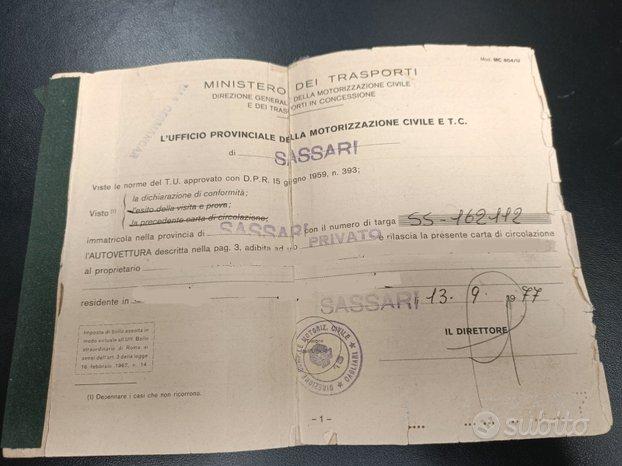 Mod. MC 804/U
MINISTERO DEI TRASPORTI
DIREZIONE GENERALE DELLA MOTORIZZAZIONE CIVILE
E DEI TRASPORTI IN CONCESSIONE
L'UFFICIO PROVINCIALE DELLA MOTORIZZAZIONE CIVILE E T.C.
di SASSARI
Viste le norme del T.U. approvato con D.P.R. 15 giugno 1959, n. 393;
la dichiarazione di conformità;
Visto (1) l'esito della visita e prova;
la precedente carta di circolazione;
immatricola nella provincia di SASSARI con il numero di targa SS-162112
l'AUTOVETTURA descritta nella pag. 3, adibita ad uso PRIVATO e rilascia la presente carta di circolazione
al proprietario
residente in
SASSARI li 13. 9. 1977
IL DIRETTORE
Imposta di bollo assolta in
modo virtuale all'Uff. Bollo
straordinario di Roma ai
sensi dell'art. 3 della legge
16 febbraio 1967, n. 14
MOTORIZ. CIVILE
CAGLIARI
(1) Depennare i casi che non ricorrono.
- 1 -
subito